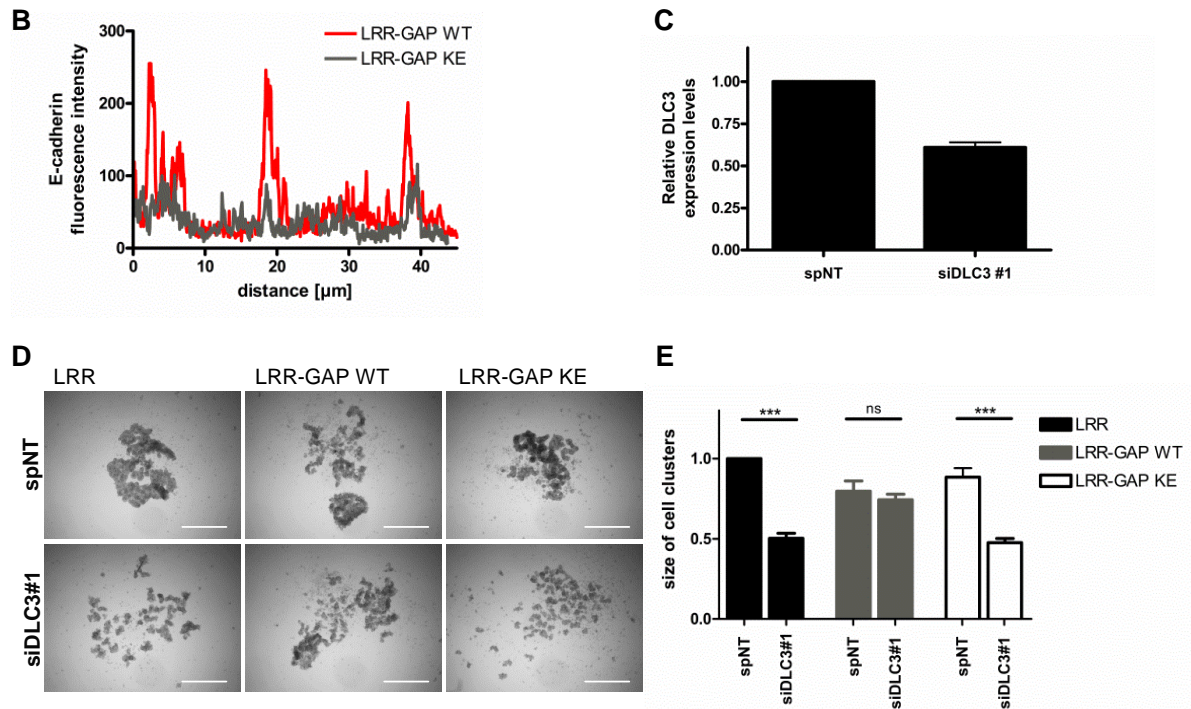 B
300
200
100
0
E-cadherin
fluorescence intensity
LRR-GAP WT
LRR-GAP KE
0 10 20 30 40
distance [µm]
C
1.00
0.75
0.50
0.25
0.00
Relative DLC3
expression levels
spNT siDLC3 #1
D
LRR LRR-GAP WT LRR-GAP KE
spNT
siDLC3#1
E
*** ns ***
LRR
LRR-GAP WT
LRR-GAP KE
1.0
0.5
0.0
size of cell clusters
spNT siDLC3#1 spNT siDLC3#1 spNT siDLC3#1